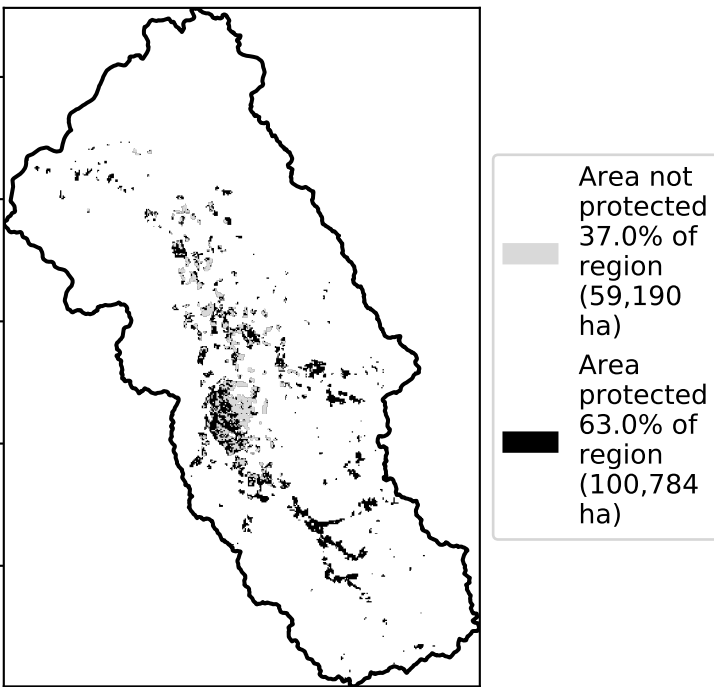 Area not
protected
37.0% of
region
(59,190
ha)
Area
protected
63.0% of
region
(100,784
ha)